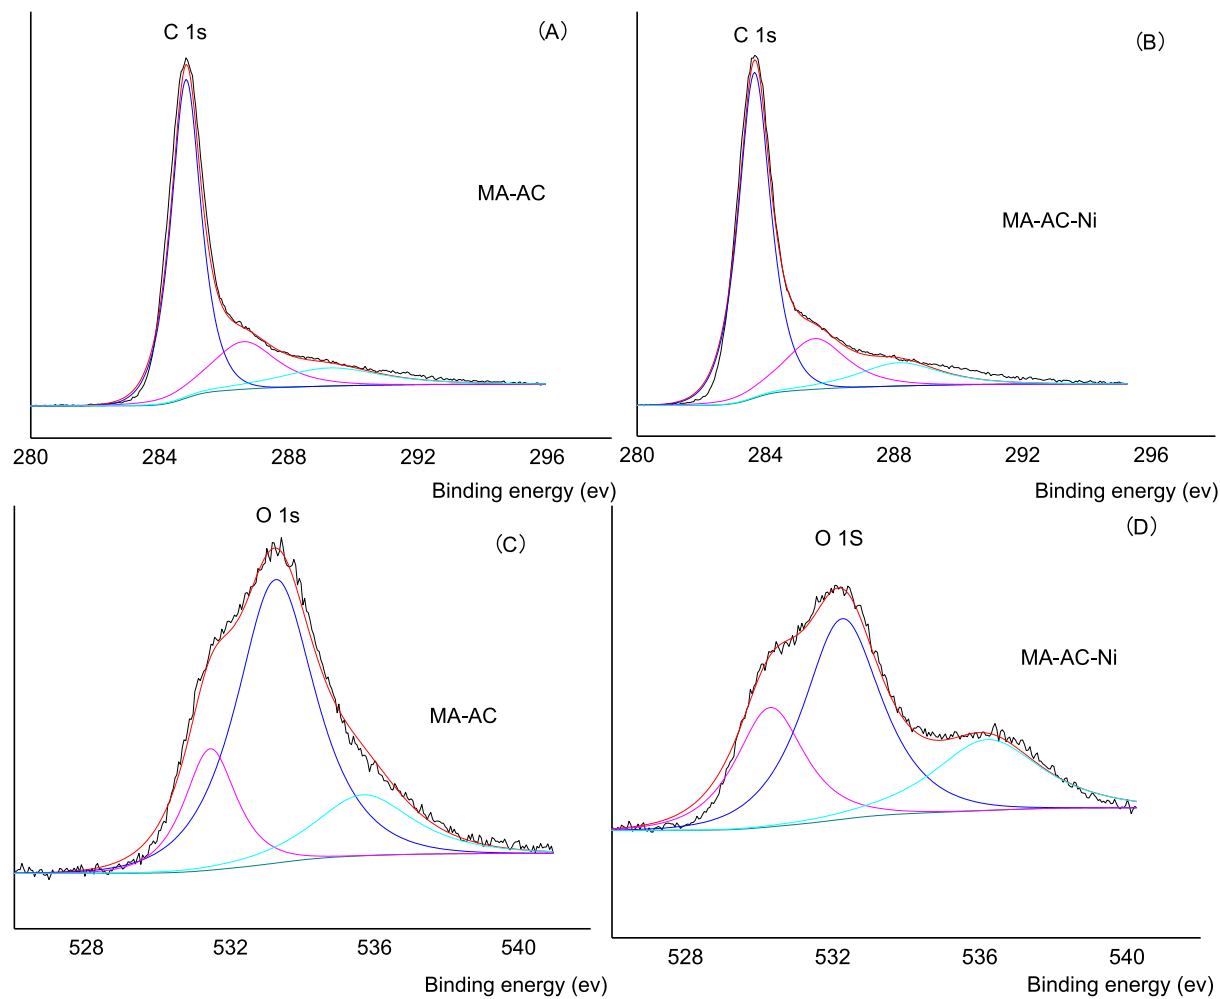 C 1s
（A）
MA-AC
280 284 288 292 296
Binding energy (ev)
C 1s
（B）
MA-AC-Ni
280 284 288 292 296
Binding energy (ev)
O 1s
（C）
MA-AC
528 532 536 540
Binding energy (ev)
O 1S
（D）
MA-AC-Ni
528 532 536 540
Binding energy (ev)